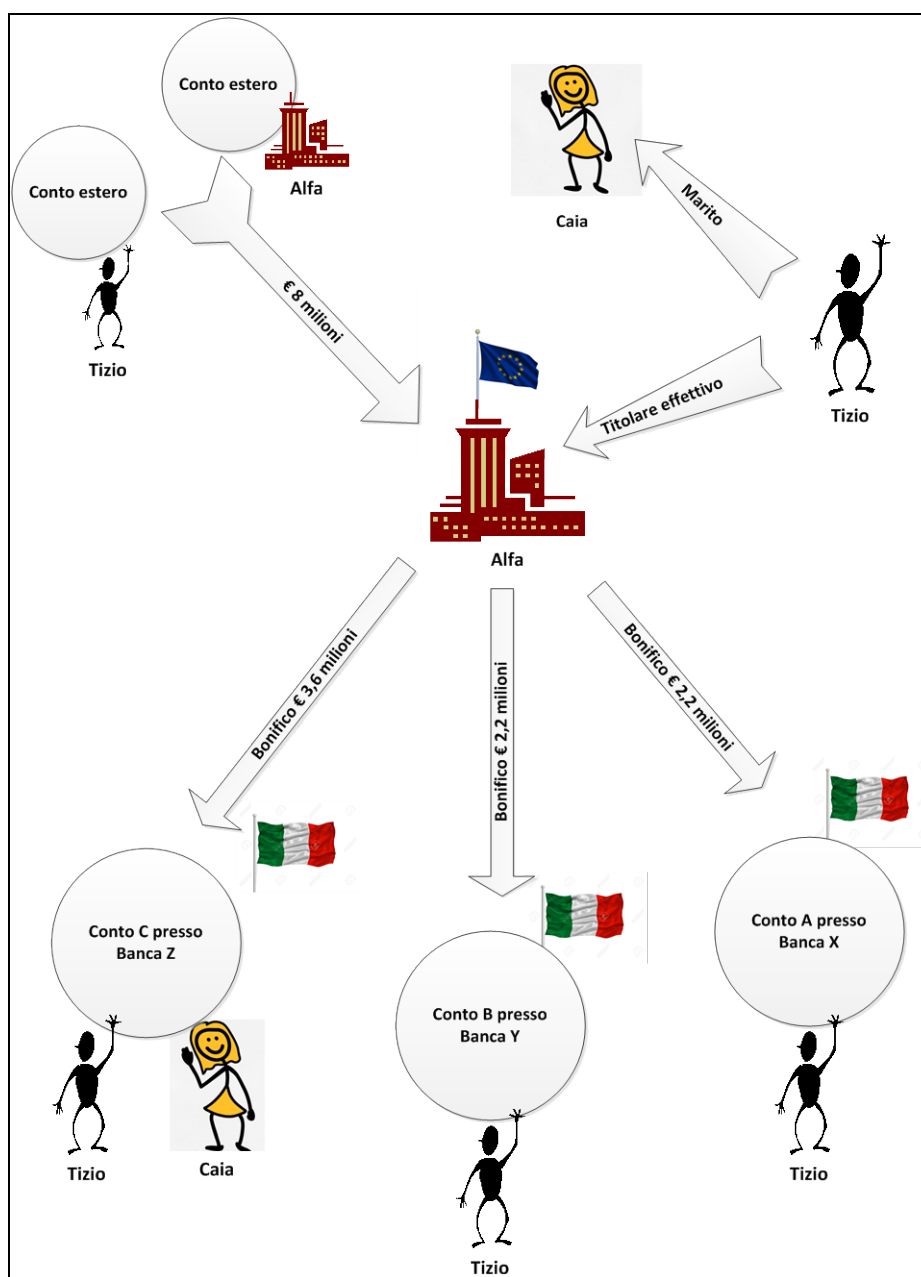 Conto estero
Alfa
Conto estero
Tizio
€ 8 milioni
Caia
Marito
Tizio
Titolare effettivo
Alfa
Bonifico € 3,6 milioni
Bonifico € 2,2 milioni
Bonifico € 2,2 milioni
Conto C presso
Banca Z
Tizio
Caia
Conto B presso
Banca Y
Tizio
Conto A presso
Banca X
Tizio